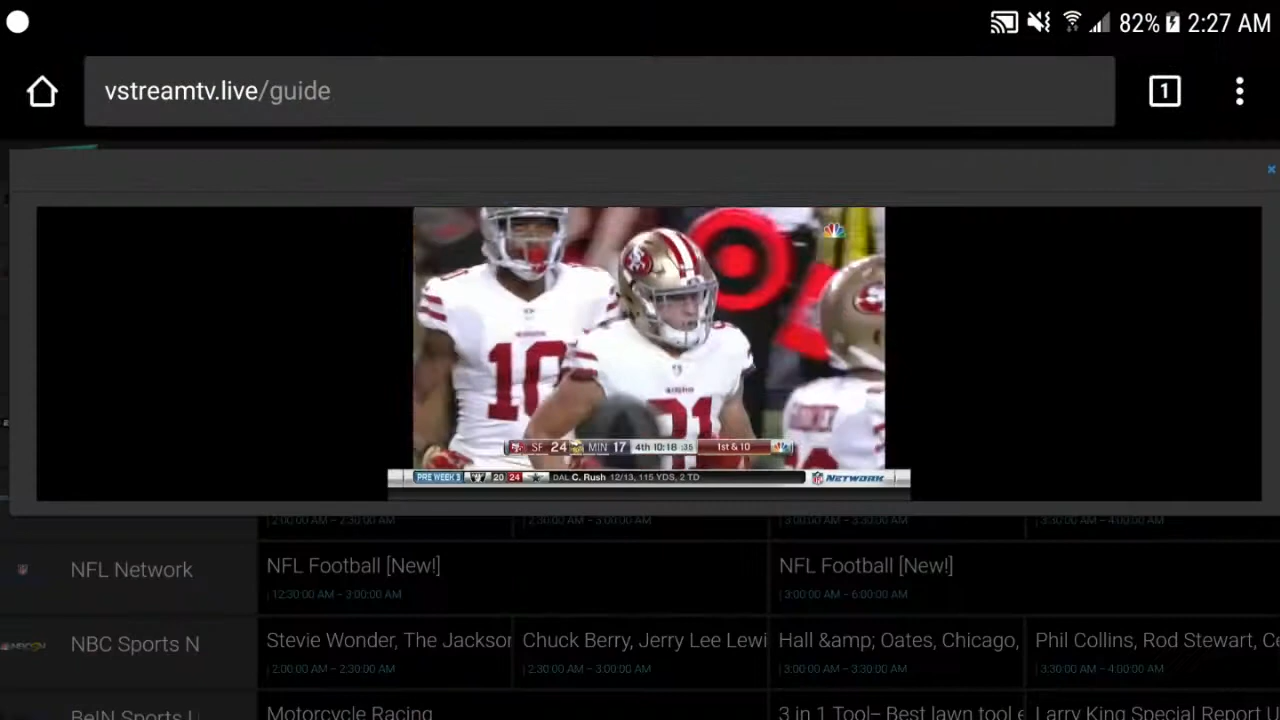 82% 2:27 AM
vstreamtv.live/guide
1
10
SF 24 MIN 17 4th 10:18 :35 1st & 10
PRE WEEK 3 20 24 DAL C. Rush 12/13, 115 YDS, 2 TD NFL NETWORK
2:00:00 AM – 2:30:00 AM 2:30:00 AM – 3:00:00 AM 3:00:00 AM – 3:30:00 AM 3:30:00 AM – 4:00:00 AM
NFL Network NFL Football [New!] NFL Football [New!]
12:30:00 AM – 3:00:00 AM 3:00:00 AM – 6:00:00 AM
NBC Sports N Stevie Wonder, The Jackson Chuck Berry, Jerry Lee Lewi Hall &amp; Oates, Chicago, Phil Collins, Rod Stewart, Ce
2:00:00 AM – 2:30:00 AM 2:30:00 AM – 3:00:00 AM 3:00:00 AM – 3:30:00 AM 3:30:00 AM – 4:00:00 AM
BeIN Sports U Motorcycle Racing 3 in 1 Tool– Best lawn tool e Larry King Special Report U